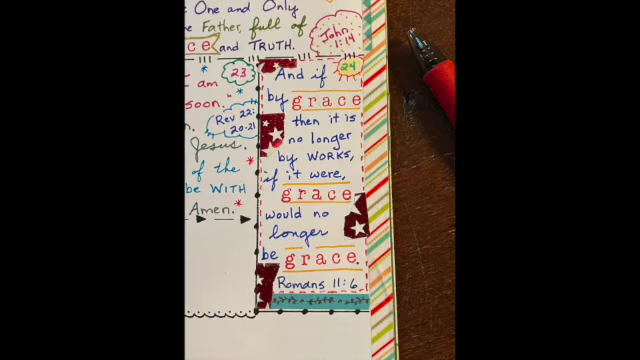 One and Only
Father, full of
ce and TRUTH.
John
1:14
23
am
soon.
Rev 22:
20-21
Jesus.
of the
be WITH
Amen.
24
And if
by grace
then it is
no longer
by WORKS,
if it were,
grace
would no
longer
be grace.
Romans 11:6